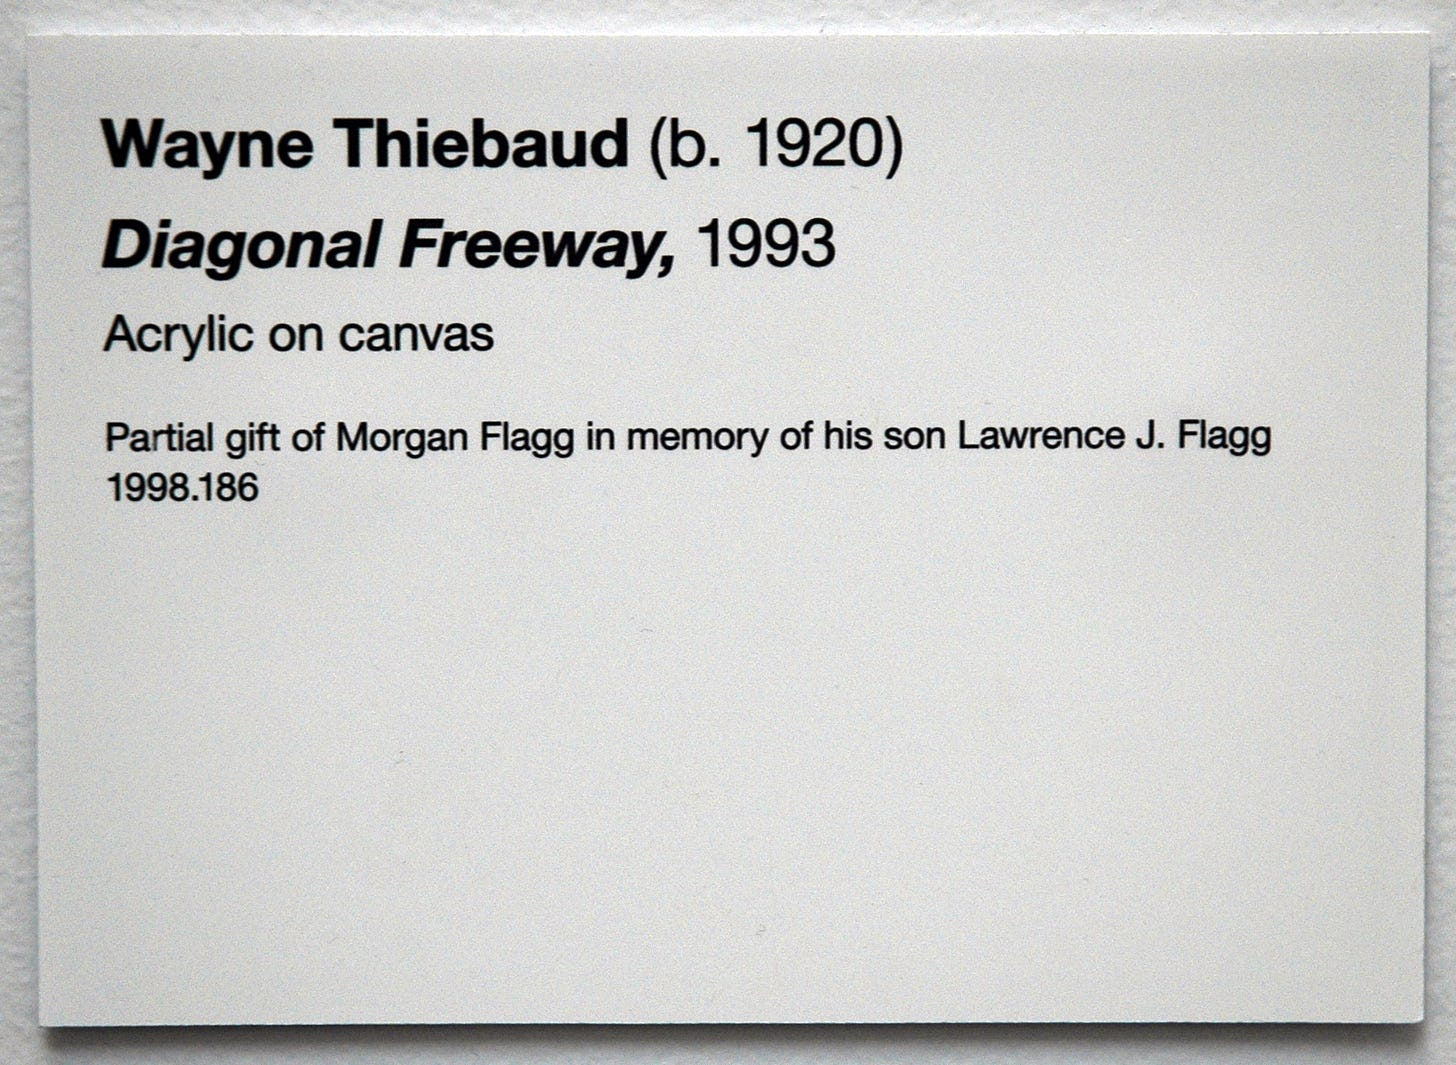 Wayne Thiebaud (b. 1920)
Diagonal Freeway, 1993
Acrylic on canvas
Partial gift of Morgan Flagg in memory of his son Lawrence J. Flagg
1998.186